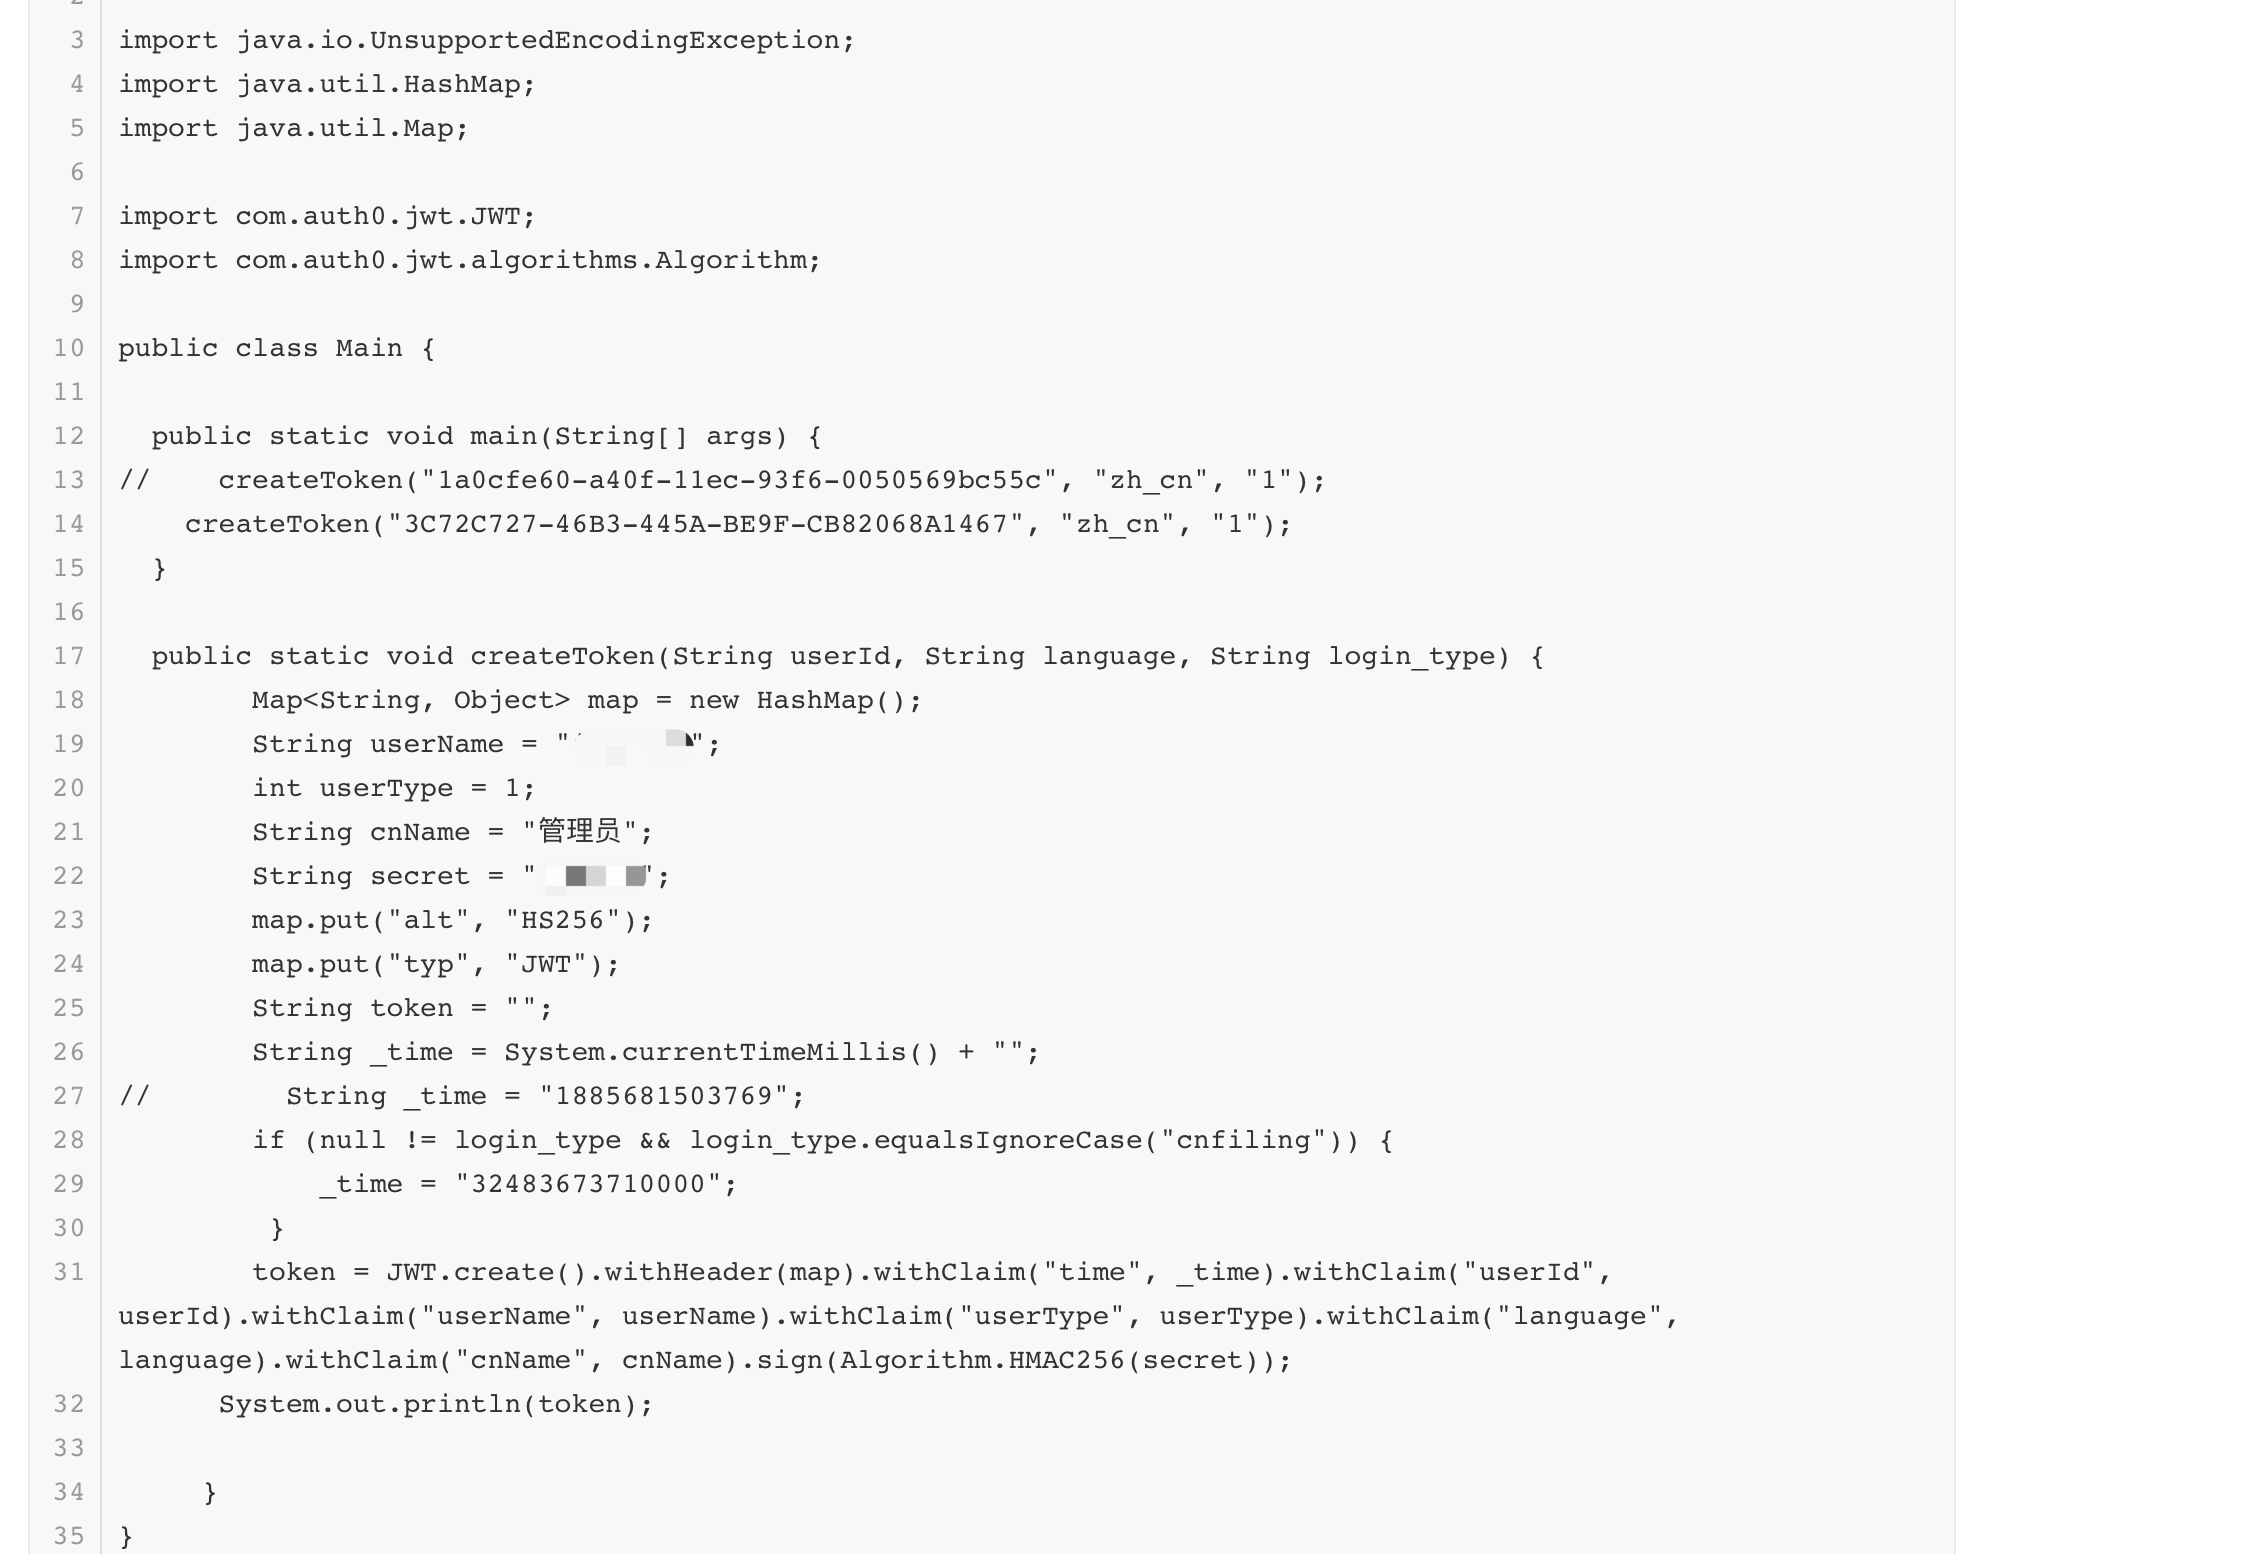 2
3 import java.io.UnsupportedEncodingException;
4 import java.util.HashMap;
5 import java.util.Map;
6
7 import com.auth0.jwt.JWT;
8 import com.auth0.jwt.algorithms.Algorithm;
9
10 public class Main {
11
12   public static void main(String[] args) {
13 //    createToken("1a0cfe60-a40f-11ec-93f6-0050569bc55c", "zh_cn", "1");
14     createToken("3C72C727-46B3-445A-BE9F-CB82068A1467", "zh_cn", "1");
15   }
16
17   public static void createToken(String userId, String language, String login_type) {
18         Map<String, Object> map = new HashMap();
19         String userName = "";
20         int userType = 1;
21         String cnName = "管理员";
22         String secret = "";
23         map.put("alt", "HS256");
24         map.put("typ", "JWT");
25         String token = "";
26         String _time = System.currentTimeMillis() + "";
27 //        String _time = "1885681503769";
28         if (null != login_type && login_type.equalsIgnoreCase("cnfiling")) {
29             _time = "32483673710000";
30          }
31         token = JWT.create().withHeader(map).withClaim("time", _time).withClaim("userId",
userId).withClaim("userName", userName).withClaim("userType", userType).withClaim("language",
language).withClaim("cnName", cnName).sign(Algorithm.HMAC256(secret));
32       System.out.println(token);
33
34      }
35 }